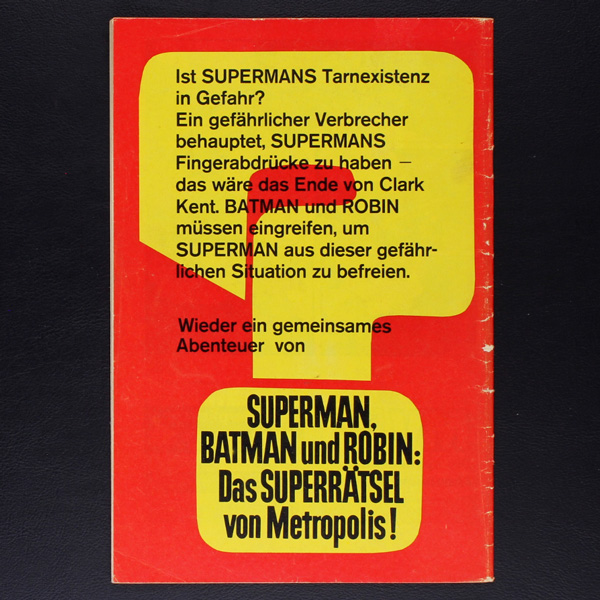 Ist SUPERMANS Tarnexistenz
in Gefahr?
Ein gefährlicher Verbrecher
behauptet, SUPERMANS
Fingerabdrücke zu haben —
das wäre das Ende von Clark
Kent. BATMAN und ROBIN
müssen eingreifen, um
SUPERMAN aus dieser gefähr-
lichen Situation zu befreien.
Wieder ein gemeinsames
Abenteuer von
SUPERMAN,
BATMAN und ROBIN:
Das SUPERRÄTSEL
von Metropolis!